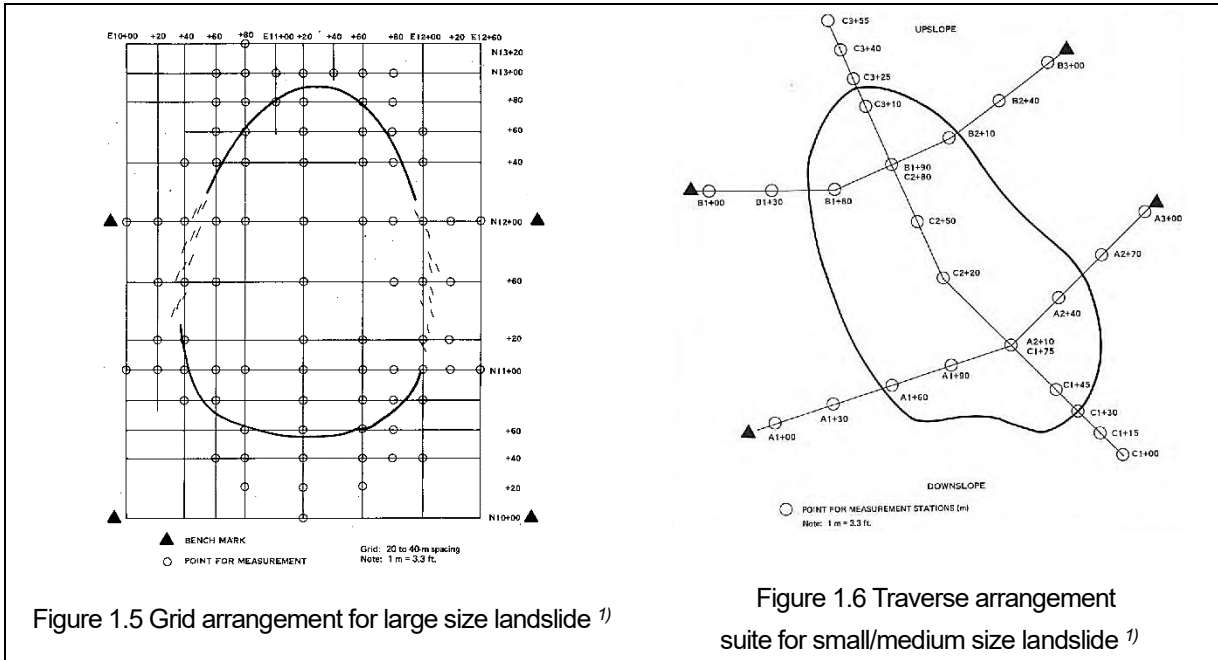 E10+00 +20 +40 +60 +80 E11+00 +20 +40 +60 +80 E12+00 +20 E12+60
N13+20
N13+00
+80
+60
+40
N12+00
+60
+20
N11+00
+60
+40
+20
N10+00
BENCH MARK
POINT FOR MEASUREMENT
Grid: 20 to 40-m spacing
Note: 1 m = 3.3 ft.
Figure 1.5 Grid arrangement for large size landslide 1)
C3+55
UPSLOPE
C3+40
B3+00
C3+25
B2+40
C3+10
B2+10
B1+90
C2+80
B1+00
B1+30
B1+60
A3+00
C2+50
A2+70
C2+20
A2+40
A2+10
C1+75
A1+90
C1+45
A1+60
A1+30
C1+30
A1+00
C1+15
C1+00
DOWNSLOPE
POINT FOR MEASUREMENT STATIONS (m)
Note: 1 m = 3.3 ft.
Figure 1.6 Traverse arrangement
suite for small/medium size landslide 1)